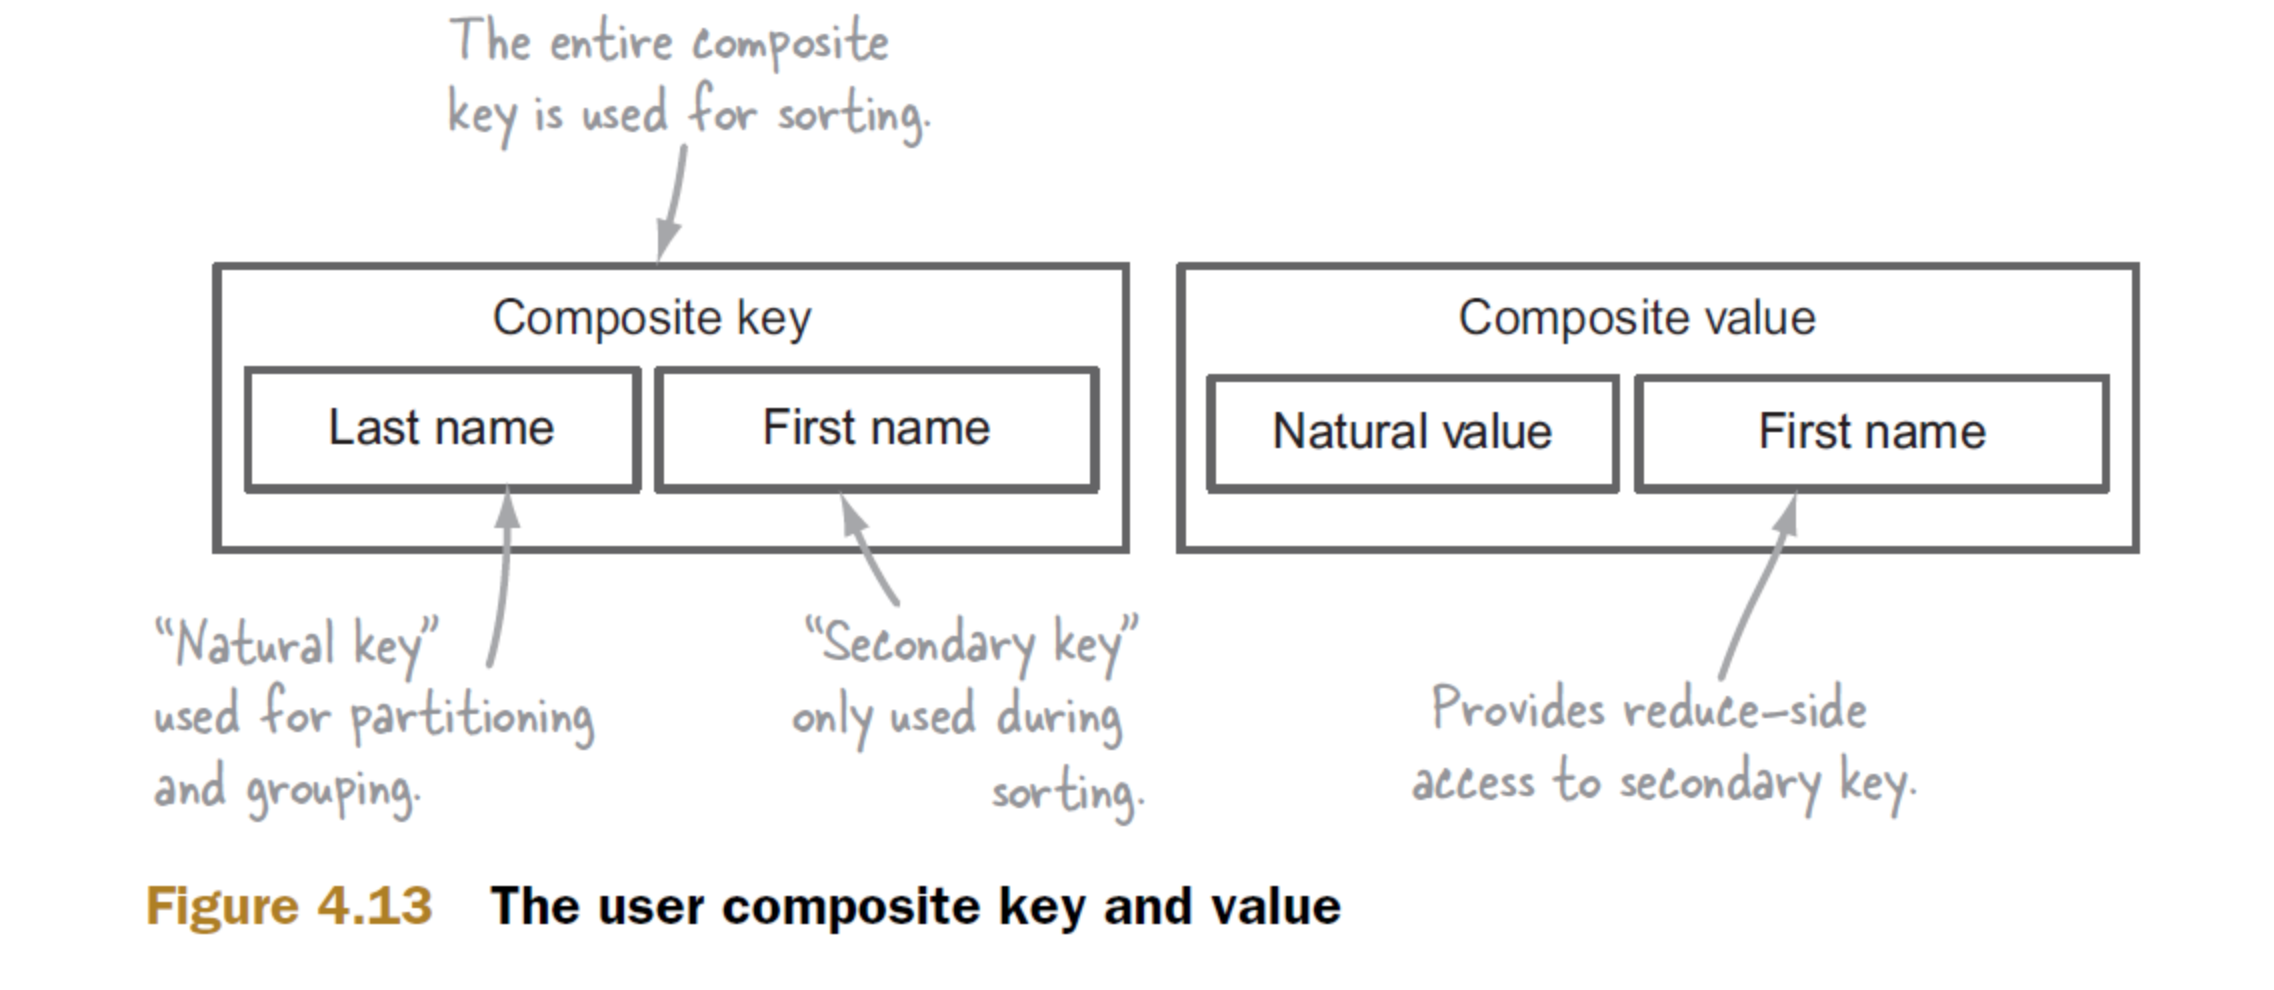 The entire composite
key is used for sorting.
Composite key
Last name
First name
Composite value
Natural value
First name
“Natural key”
used for partitioning
and grouping.
“Secondary key”
only used during
sorting.
Provides reduce–side
access to secondary key.
Figure 4.13 The user composite key and value